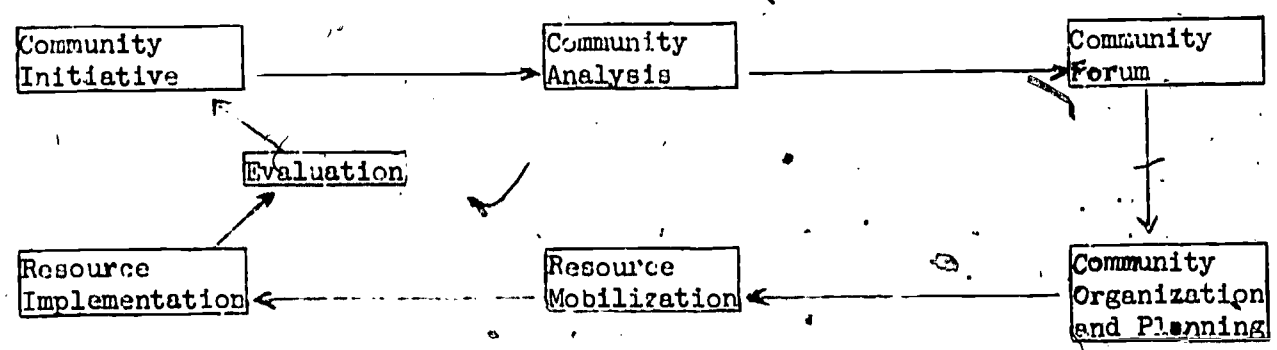 Community
Initiative
Community
Analysis
Community
Forum
Evaluation
Resource
Implementation
Resource
Mobilization
Community
Organization
and Planning